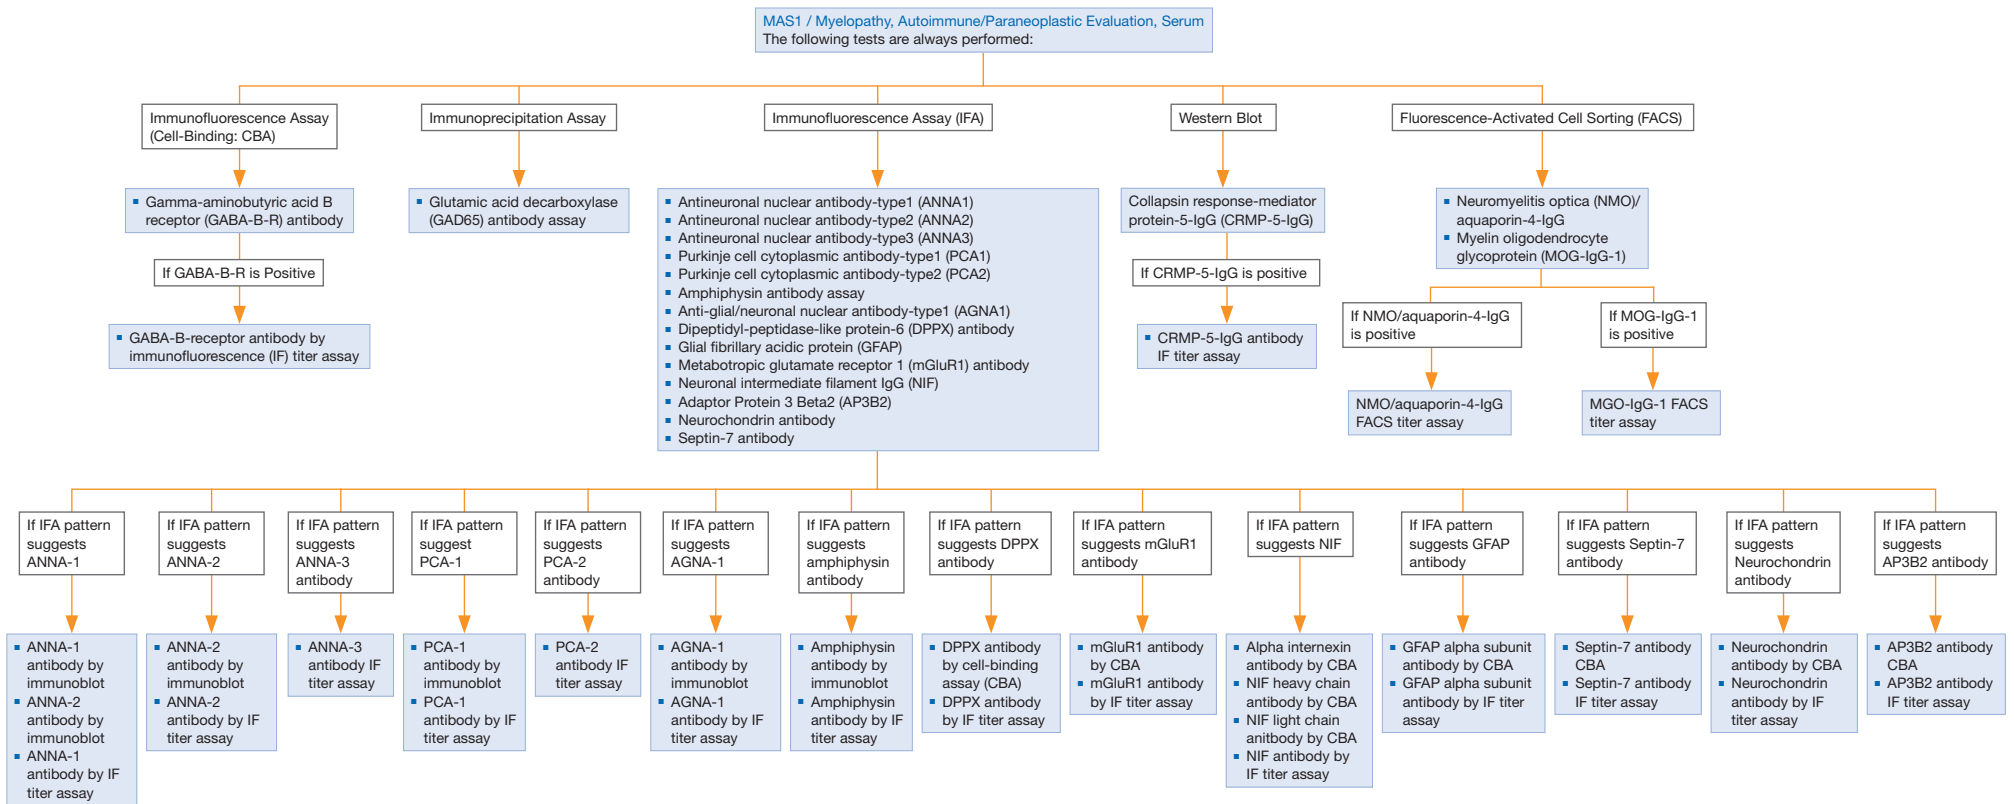 MAS1 / Myelopathy, Autoimmune/Paraneoplastic Evaluation, Serum
The following tests are always performed:
Immunofluorescence Assay
(Cell-Binding: CBA)
Immunoprecipitation Assay
Immunofluorescence Assay (IFA)
Western Blot
Fluorescence-Activated Cell Sorting (FACS)
▪ Gamma-aminobutyric acid B
receptor (GABA-B-R) antibody
If GABA-B-R is Positive
▪ GABA-B-receptor antibody by
immunofluorescence (IF) titer assay
▪ Glutamic acid decarboxylase
(GAD65) antibody assay
▪ Antineuronal nuclear antibody-type1 (ANNA1)
▪ Antineuronal nuclear antibody-type2 (ANNA2)
▪ Antineuronal nuclear antibody-type3 (ANNA3)
▪ Purkinje cell cytoplasmic antibody-type1 (PCA1)
▪ Purkinje cell cytoplasmic antibody-type2 (PCA2)
▪ Amphiphysin antibody assay
▪ Anti-glial/neuronal nuclear antibody-type1 (AGNA1)
▪ Dipeptidyl-peptidase-like protein-6 (DPPX) antibody
▪ Glial fibrillary acidic protein (GFAP)
▪ Metabotropic glutamate receptor 1 (mGluR1) antibody
▪ Neuronal intermediate filament IgG (NIF)
▪ Adaptor Protein 3 Beta2 (AP3B2)
▪ Neurochondrin antibody
▪ Septin-7 antibody
Collapsin response-mediator
protein-5-IgG (CRMP-5-IgG)
If CRMP-5-IgG is positive
▪ CRMP-5-IgG antibody
IF titer assay
▪ Neuromyelitis optica (NMO)/
aquaporin-4-IgG
▪ Myelin oligodendrocyte
glycoprotein (MOG-IgG-1)
If NMO/aquaporin-4-IgG
is positive
If MOG-IgG-1
is positive
NMO/aquaporin-4-IgG
FACS titer assay
MGO-IgG-1 FACS
titer assay
If IFA pattern
suggests
ANNA-1
If IFA pattern
suggests
ANNA-2
If IFA pattern
suggests
ANNA-3
antibody
If IFA pattern
suggest
PCA-1
If IFA pattern
suggests
PCA-2
antibody
If IFA pattern
suggests
AGNA-1
If IFA pattern
suggests
amphiphysin
antibody
If IFA pattern
suggests DPPX
antibody
If IFA pattern
suggests mGluR1
antibody
If IFA pattern
suggests NIF
If IFA pattern
suggests GFAP
antibody
If IFA pattern
suggests Septin-7
antibody
If IFA pattern
suggests
Neurochondrin
antibody
If IFA pattern
suggests
AP3B2 antibody
▪ ANNA-1
antibody by
immunoblot
▪ ANNA-2
antibody by
immunoblot
▪ ANNA-1
antibody by IF
titer assay
▪ ANNA-2
antibody by
immunoblot
▪ ANNA-2
antibody by IF
titer assay
▪ ANNA-3
antibody IF
titer assay
▪ PCA-1
antibody by
immunoblot
▪ PCA-1
antibody by IF
titer assay
▪ PCA-2
antibody IF
titer assay
▪ AGNA-1
antibody by
immunoblot
▪ AGNA-1
antibody by IF
titer assay
▪ Amphiphysin
antibody by
immunoblot
▪ Amphiphysin
antibody by IF
titer assay
▪ DPPX antibody
by cell-binding
assay (CBA)
▪ DPPX antibody
by IF titer assay
▪ mGluR1 antibody
by CBA
▪ mGluR1 antibody
by IF titer assay
▪ Alpha internexin
antibody by CBA
▪ NIF heavy chain
antibody by CBA
▪ NIF light chain
anitbody by CBA
▪ NIF antibody by
IF titer assay
▪ GFAP alpha subunit
antibody by CBA
▪ GFAP alpha subunit
antibody by IF titer
assay
▪ Septin-7 antibody
CBA
▪ Septin-7 antibody
IF titer assay
▪ Neurochondrin
antibody by CBA
▪ Neurochondrin
antibody by IF
titer assay
▪ AP3B2 antibody
CBA
▪ AP3B2 antibody
IF titer assay